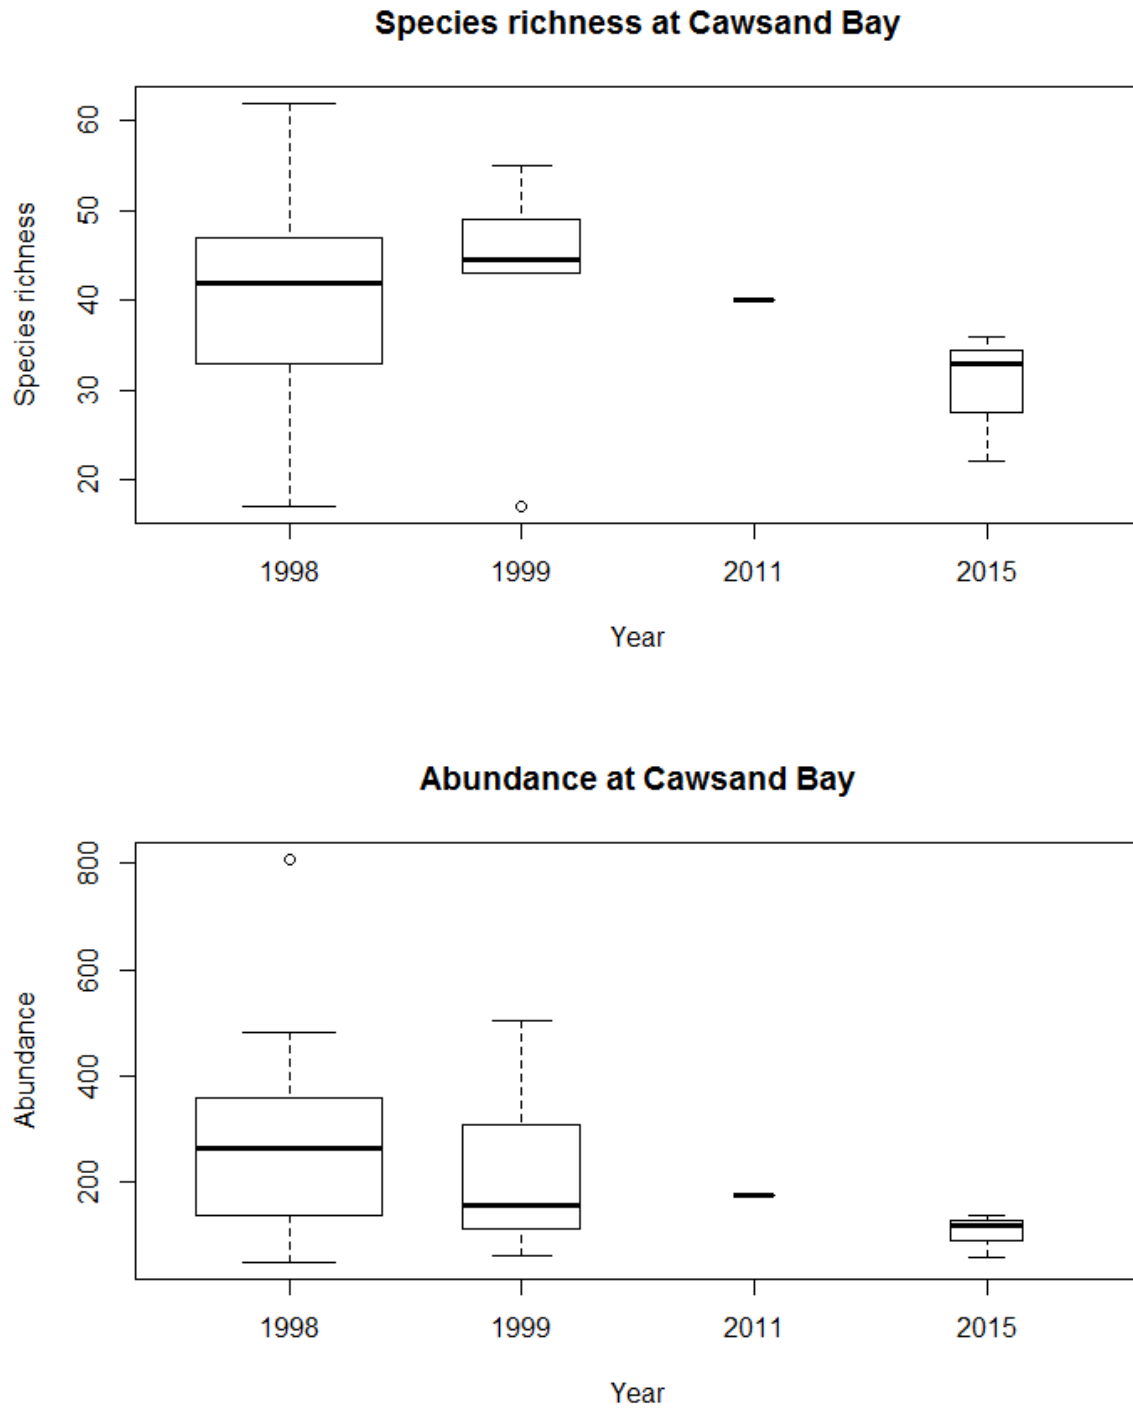 Species richness at Cawsand Bay
Species richness
60
50
40
30
20
1998 1999 2011 2015
Year
Abundance at Cawsand Bay
Abundance
800
600
400
200
1998 1999 2011 2015
Year